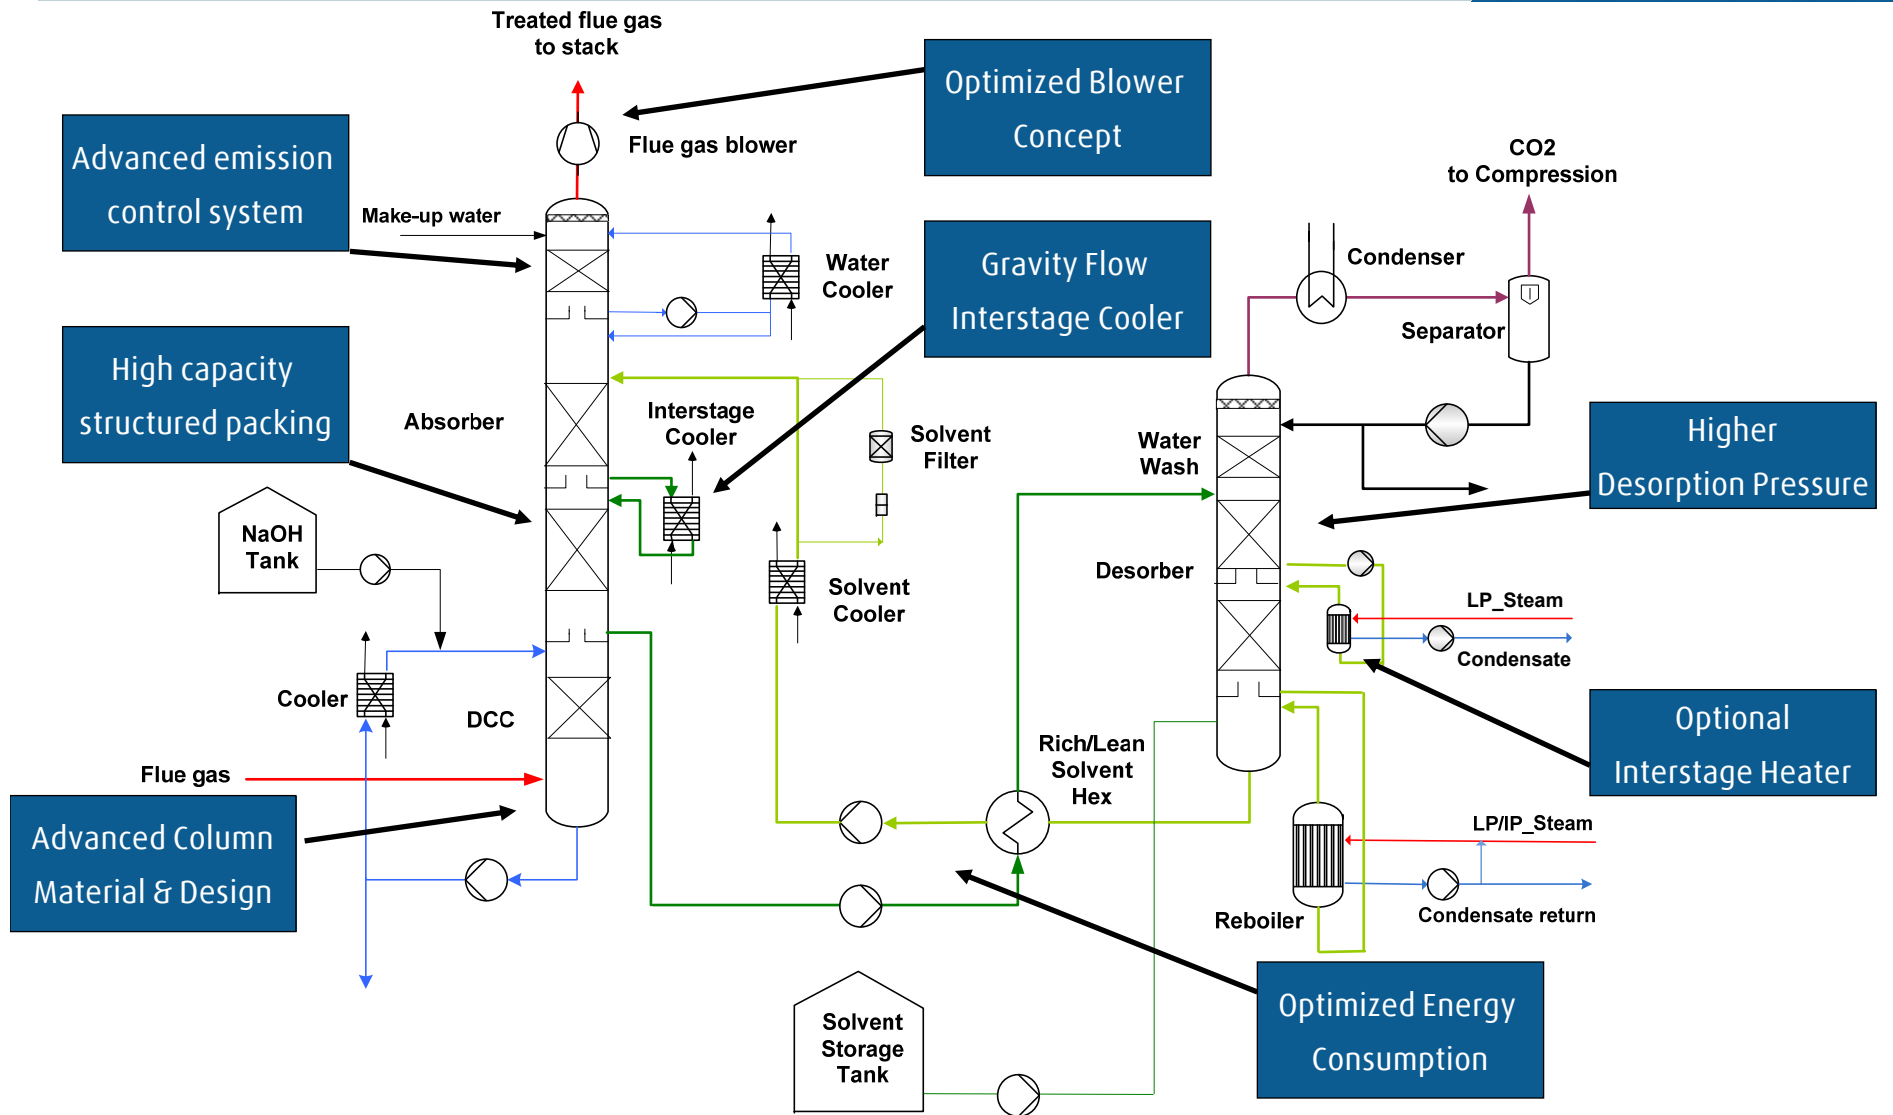 Treated flue gas
to stack
Optimized Blower
Concept
Flue gas blower
Advanced emission
control system
CO2
to Compression
Make-up water
Water
Cooler
Gravity Flow
Interstage Cooler
Condenser
Separator
High capacity
structured packing
Absorber
Interstage
Cooler
Solvent
Filter
Water
Wash
Higher
Desorption Pressure
NaOH
Tank
Solvent
Cooler
Desorber
LP_Steam
Condensate
Cooler
DCC
Optional
Interstage Heater
Flue gas
Rich/Lean
Solvent
Hex
Advanced Column
Material & Design
LP/IP_Steam
Reboiler
Condensate return
Optimized Energy
Consumption
Solvent
Storage
Tank